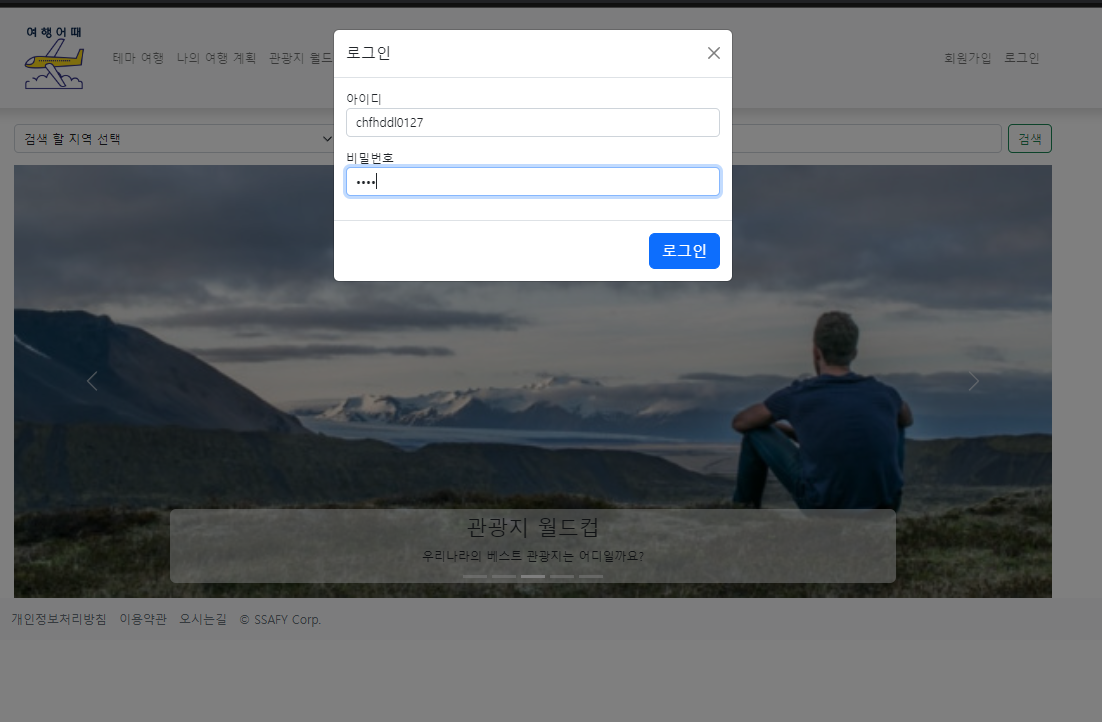 여행어때
테마 여행 나의 여행 계획 관광지 월드
회원가입 로그인
로그인
아이디
chfhddl0127
비밀번호
••••
로그인
검색 할 지역 선택
검색
관광지 월드컵
우리나라의 베스트 관광지는 어디일까요?
개인정보처리방침 이용약관 오시는길 © SSAFY Corp.